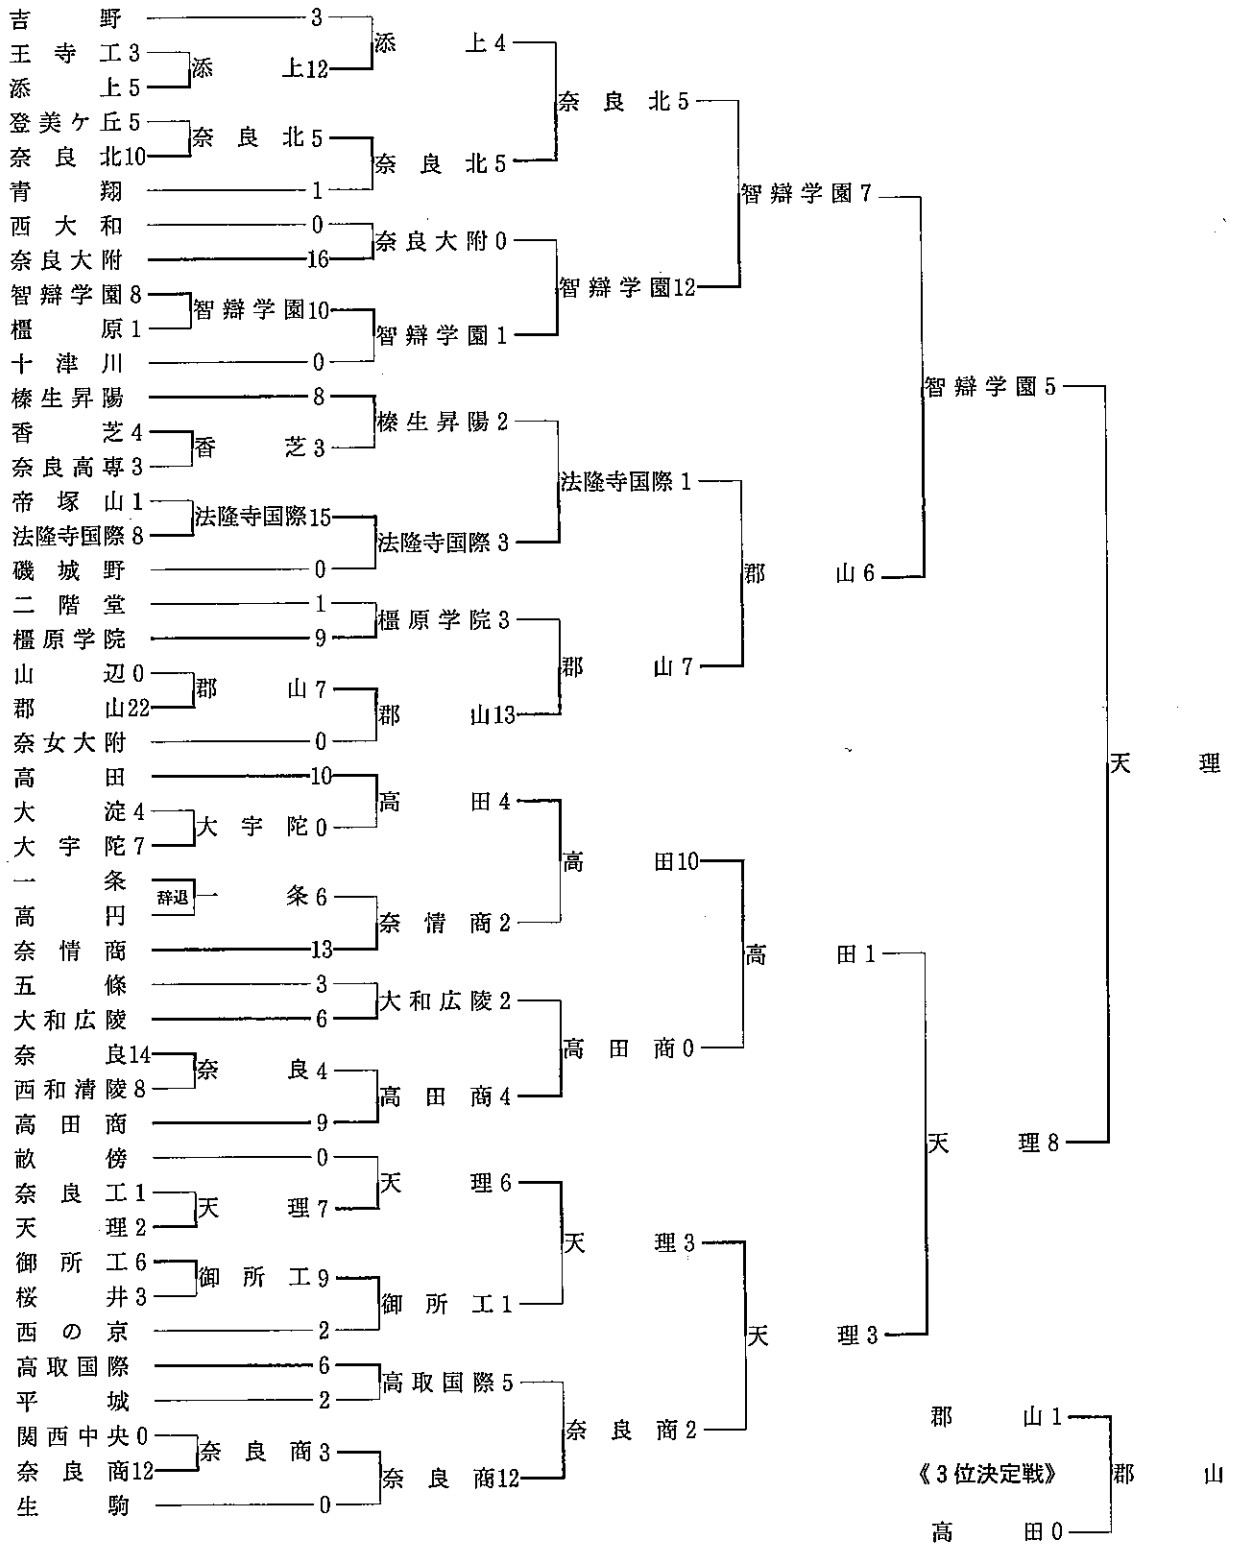 吉野 3
添上 4
王寺工 3
添上 12
添上 5
奈良北 5
登美ケ丘 5
奈良北 5
奈良北 10
奈良北 5
青翔 1
智辯学園 7
西大和 0
奈良大附 0
奈良大附 16
智辯学園 8
智辯学園 10
智辯学園 12
橿原 1
智辯学園 1
十津川 0
智辯学園 5
榛生昇陽 8
榛生昇陽 2
香芝 4
香芝 3
奈良高専 3
法隆寺国際 1
帝塚山 1
法隆寺国際 15
法隆寺国際 8
法隆寺国際 3
磯城野 0
郡山 6
二階堂 1
橿原学院 3
橿原学院 9
山辺 0
郡山 7
郡山 7
郡山 22
郡山 13
奈女大附 0
天理
高田 10
高田 4
大淀 4
大宇陀 0
大宇陀 7
高田 10
一条
辞退
一条 6
高円
奈情商 2
奈情商 13
高田 1
五條 3
大和広陵 2
大和広陵 6
高田商 0
奈良 14
奈良 4
西和清陵 8
高田商 4
高田商 9
天理 8
畝傍 0
天理 6
奈良工 1
天理 7
天理 2
天理 3
御所工 6
御所工 9
桜井 3
御所工 1
西の京 2
天理 3
高取国際 6
高取国際 5
平城 2
奈良商 2
関西中央 0
奈良商 3
奈良商 12
奈良商 12
生駒 0
郡山 1
《3位決定戦》
郡山
高田 0